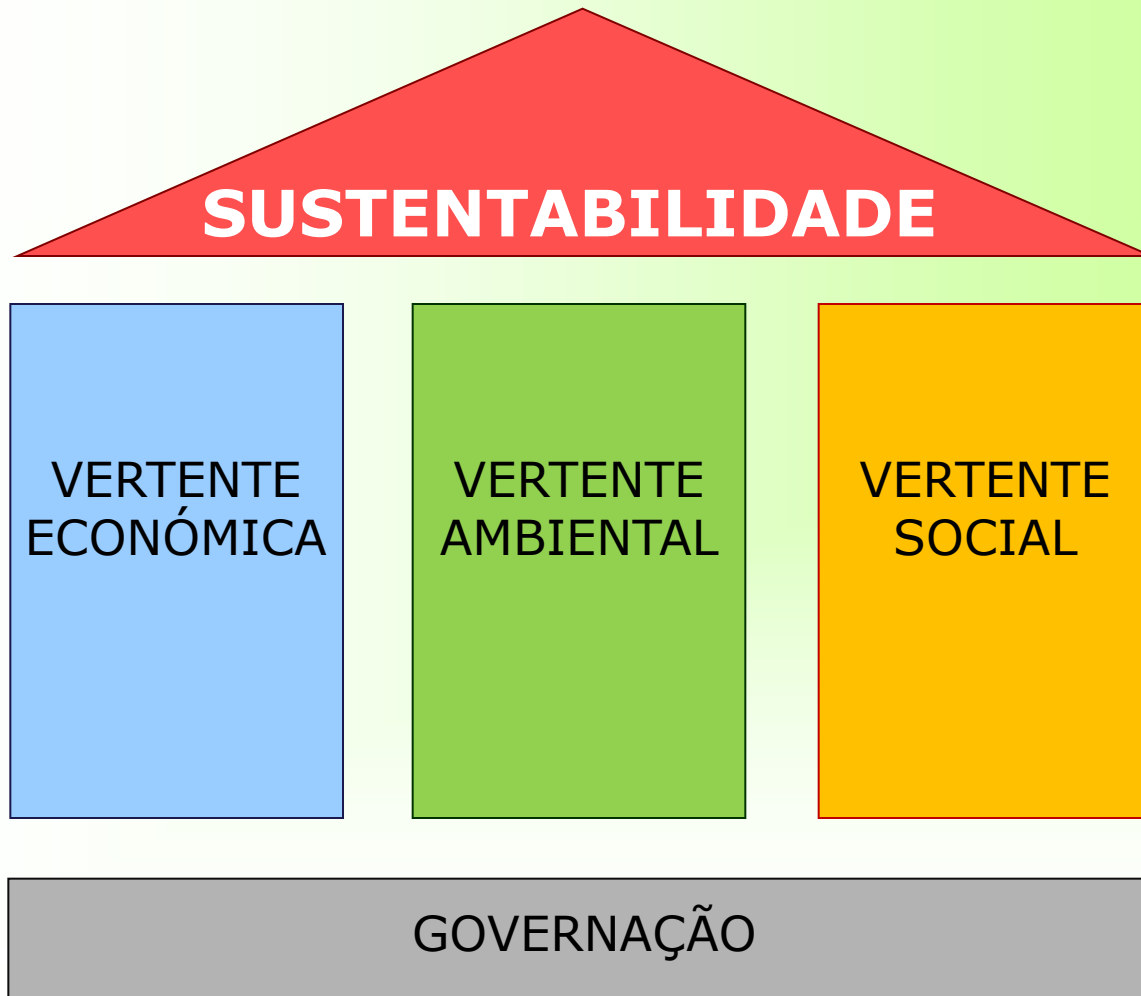 SUSTENTABILIDADE
VERTENTE
ECONÓMICA
VERTENTE
AMBIENTAL
VERTENTE
SOCIAL
GOVERNAÇÃO